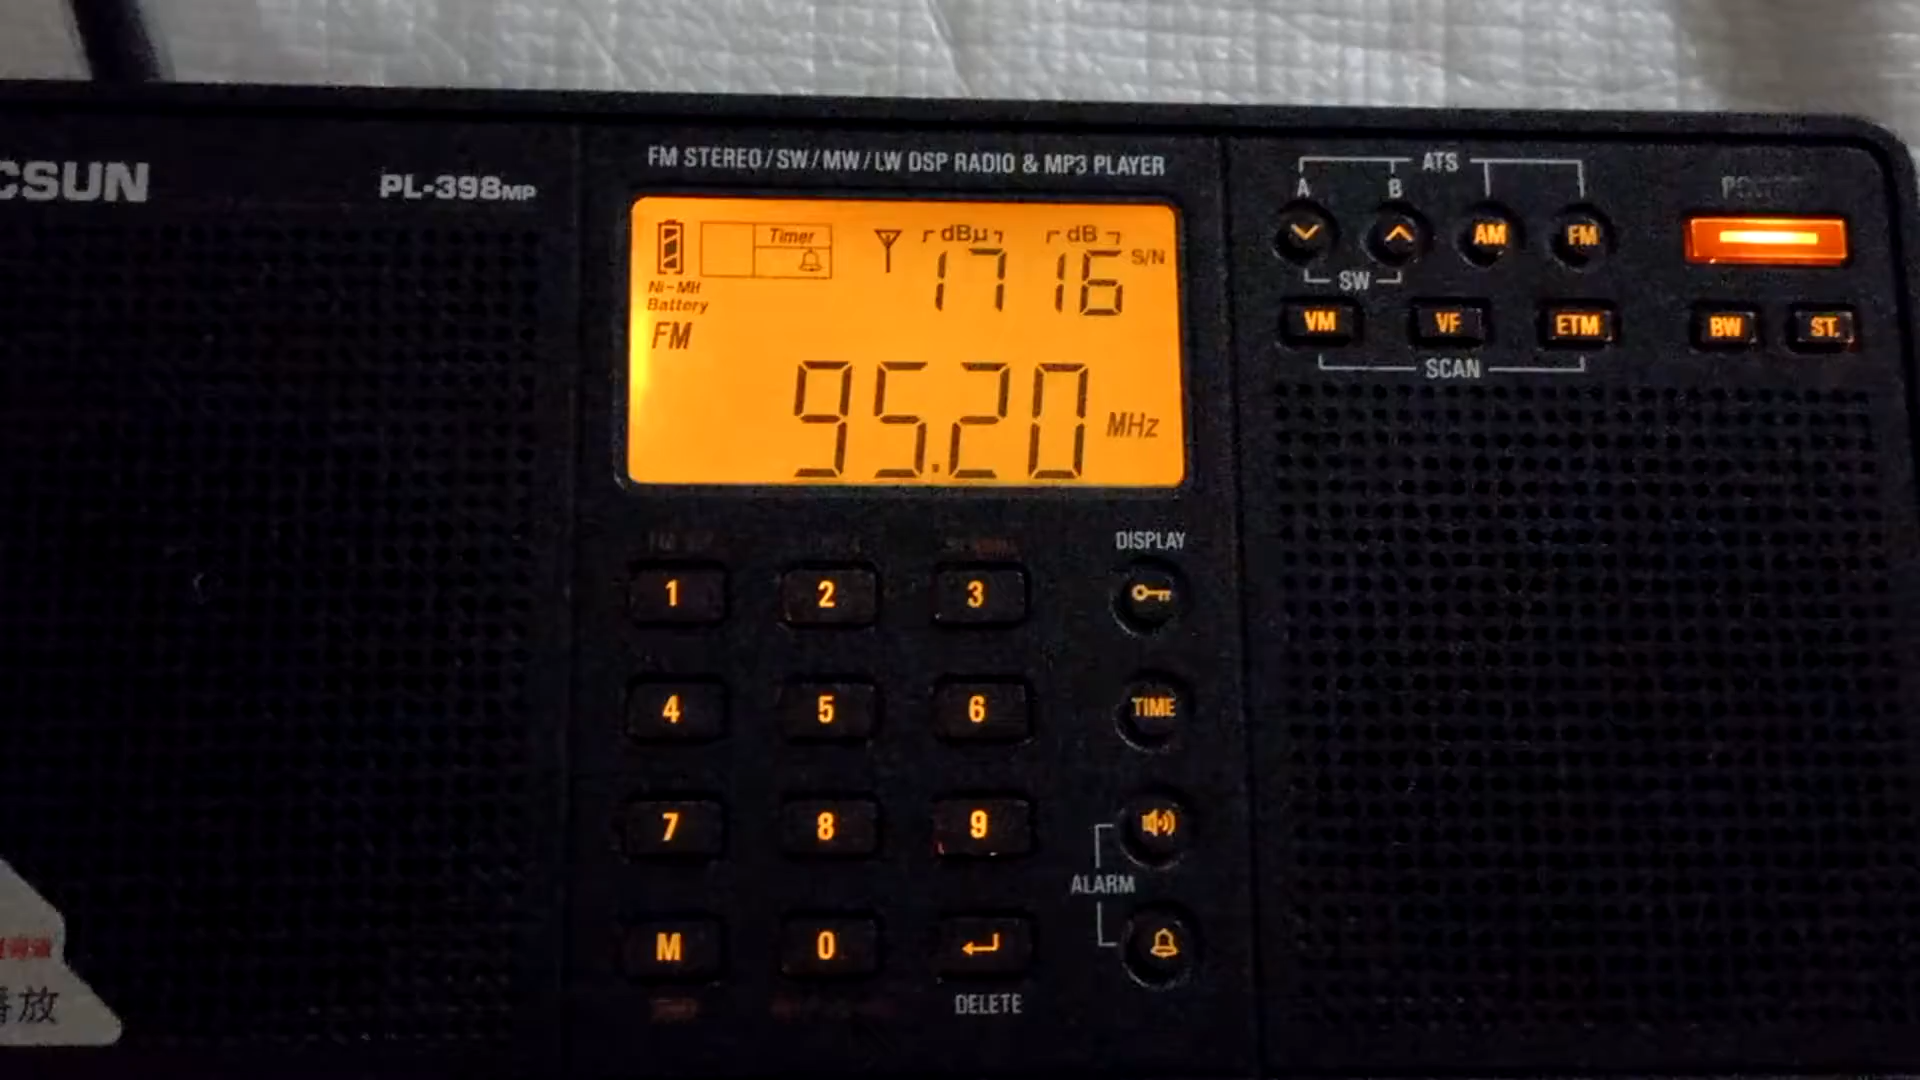 CSUN
PL-398MP
FM STEREO/SW/MW/LW DSP RADIO & MP3 PLAYER
Timer
dBµ dB
17 16 S/N
Ni-MH
Battery
FM
95.20 MHz
ATS
A B AM FM
SW
VM VF ETM
SCAN
BW ST.
DISPLAY
1 2 3
4 5 6 TIME
7 8 9
ALARM
M 0
DELETE
放